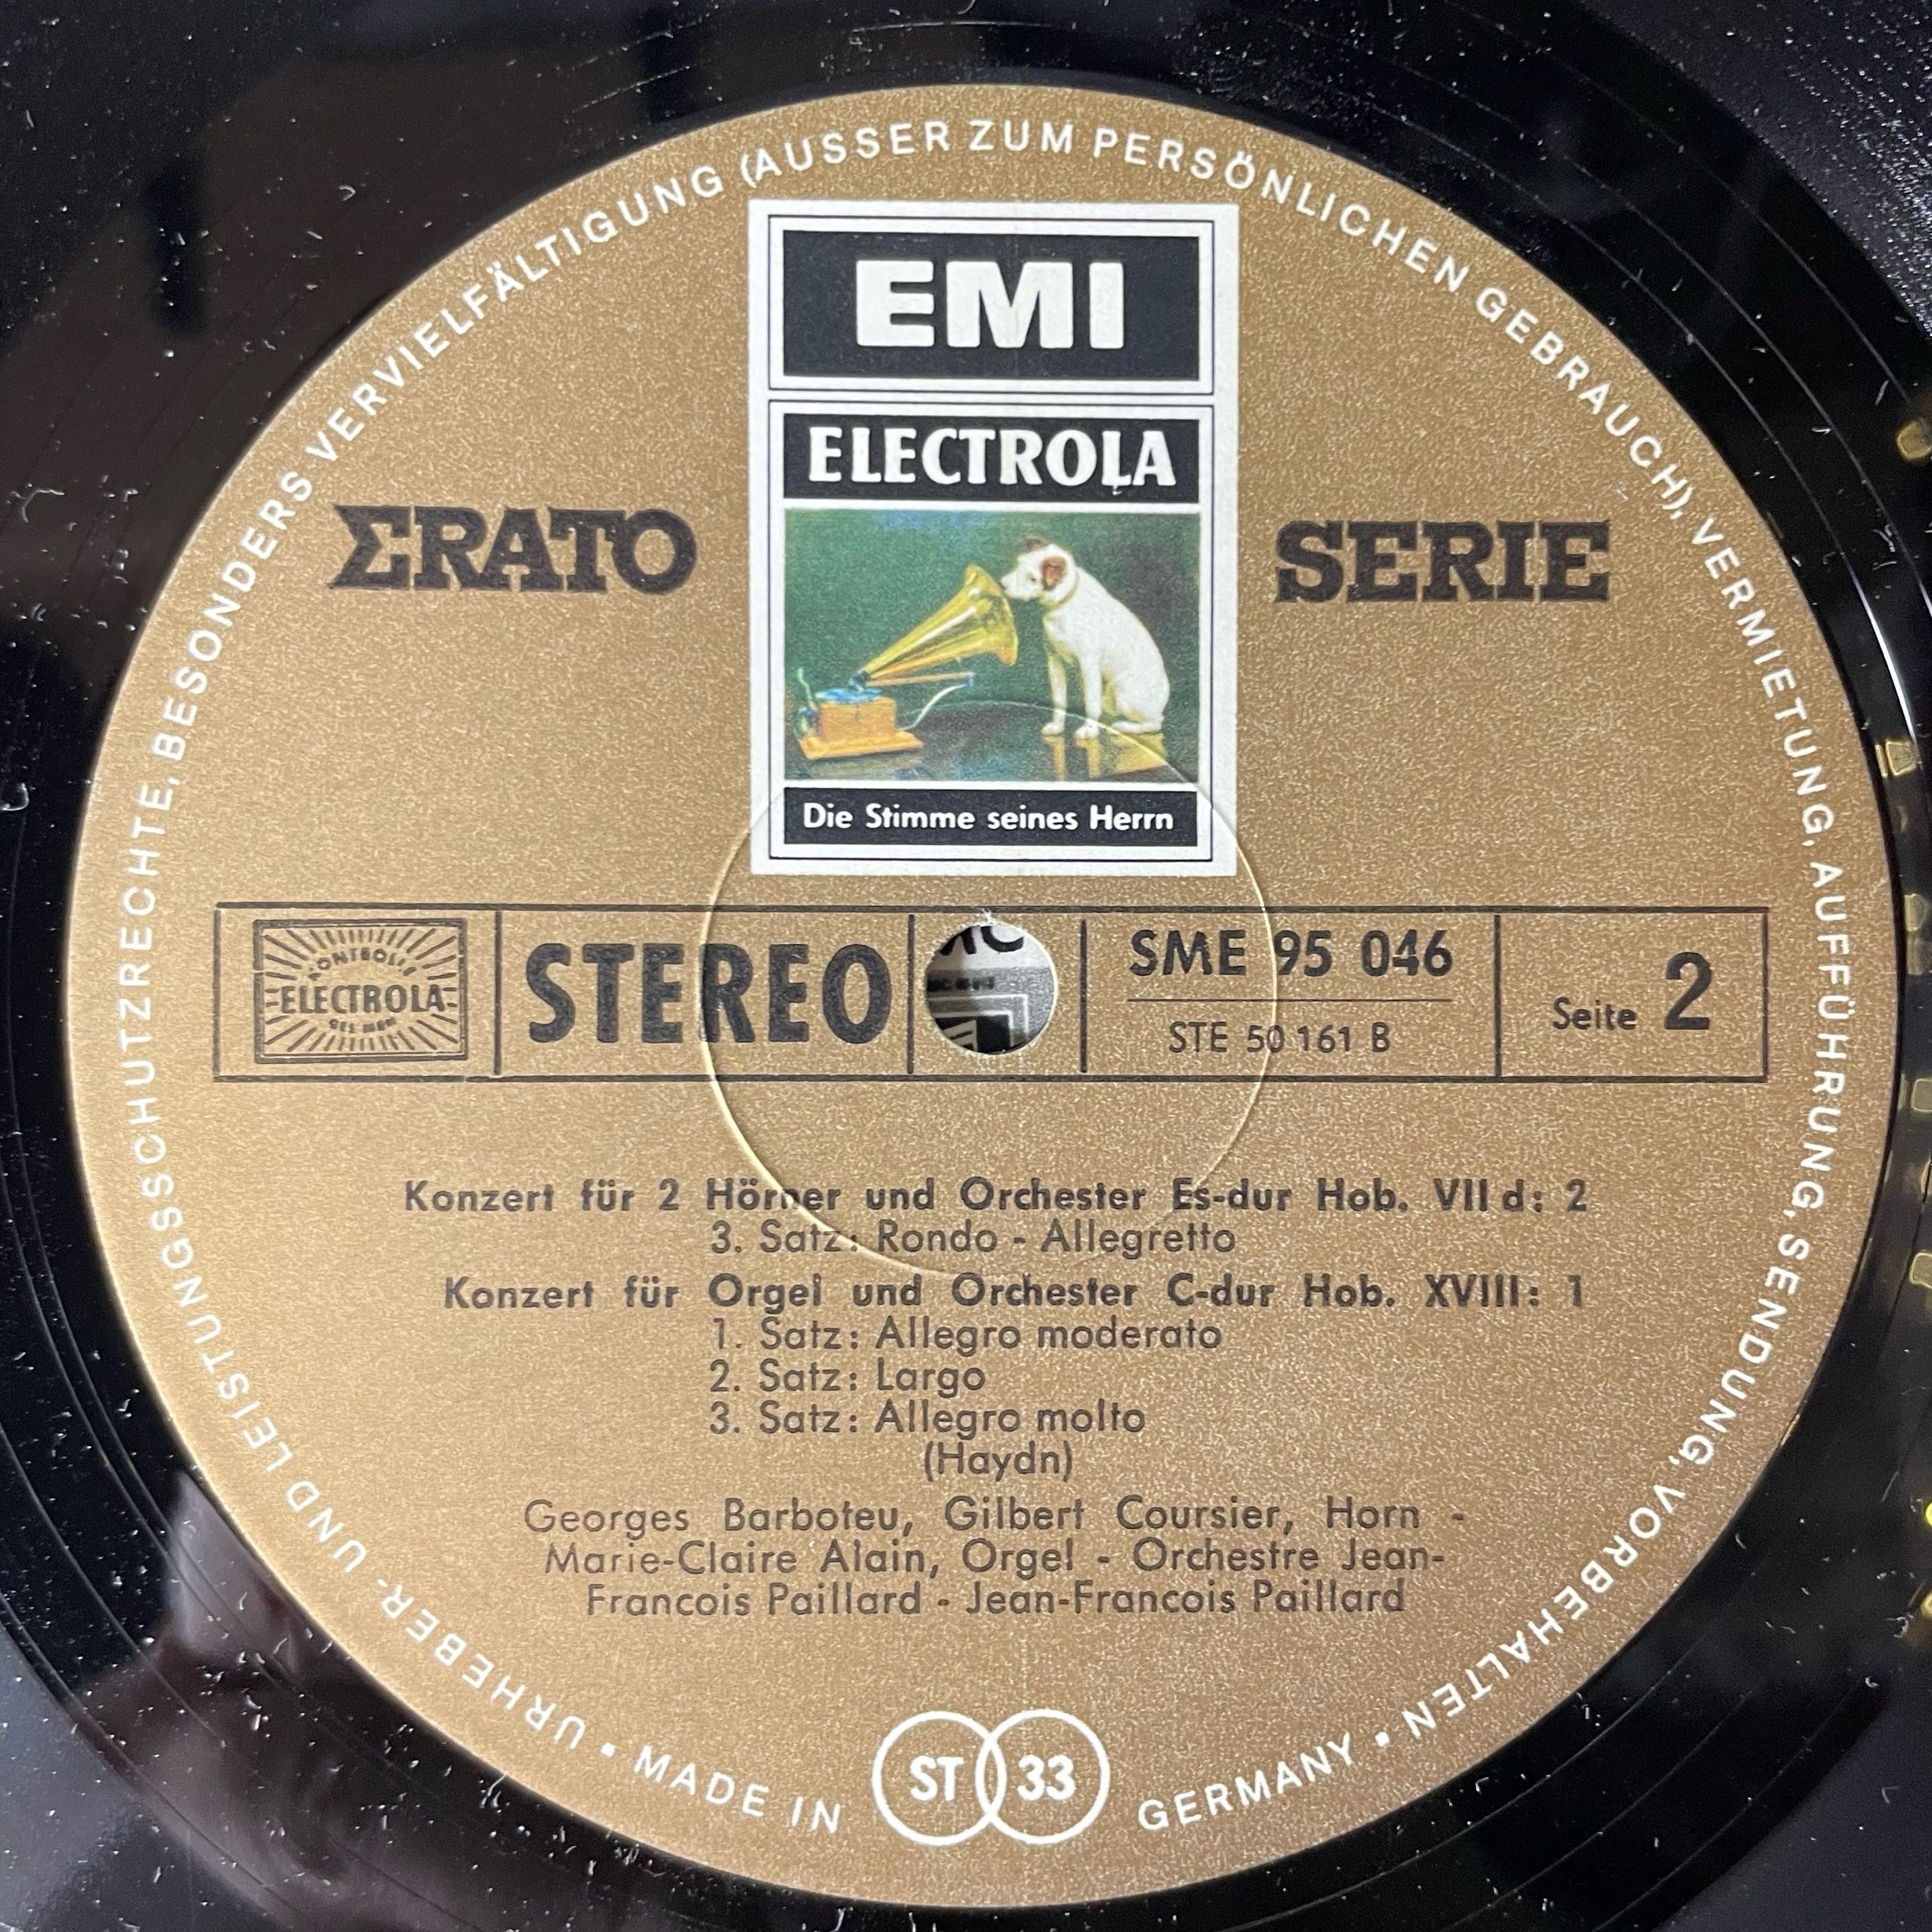 URHEBER- UND LEISTUNGSSCHUTZRECHTE, BESONDERS VERVIELFÄLTIGUNG (AUSSER ZUM PERSÖNLICHEN GEBRAUCH), VERMIETUNG, AUFFÜHRUNG, SENDUNG, VORBEHALTEN •
EMI
ELECTROLA
ΣRATO
SERIE
Die Stimme seines Herrn
KONTROLLE
ELECTROLA
GES MBH
STEREO
SME 95 046
STE 50 161 B
Seite 2
Konzert für 2 Hörner und Orchester Es-dur Hob. VII d: 2
3. Satz: Rondo - Allegretto
Konzert für Orgel und Orchester C-dur Hob. XVIII: 1
1. Satz: Allegro moderato
2. Satz: Largo
3. Satz: Allegro molto
(Haydn)
Georges Barboteu, Gilbert Coursier, Horn -
Marie-Claire Alain, Orgel - Orchestre Jean-
Francois Paillard - Jean-Francois Paillard
• MADE IN
ST 33
GERMANY